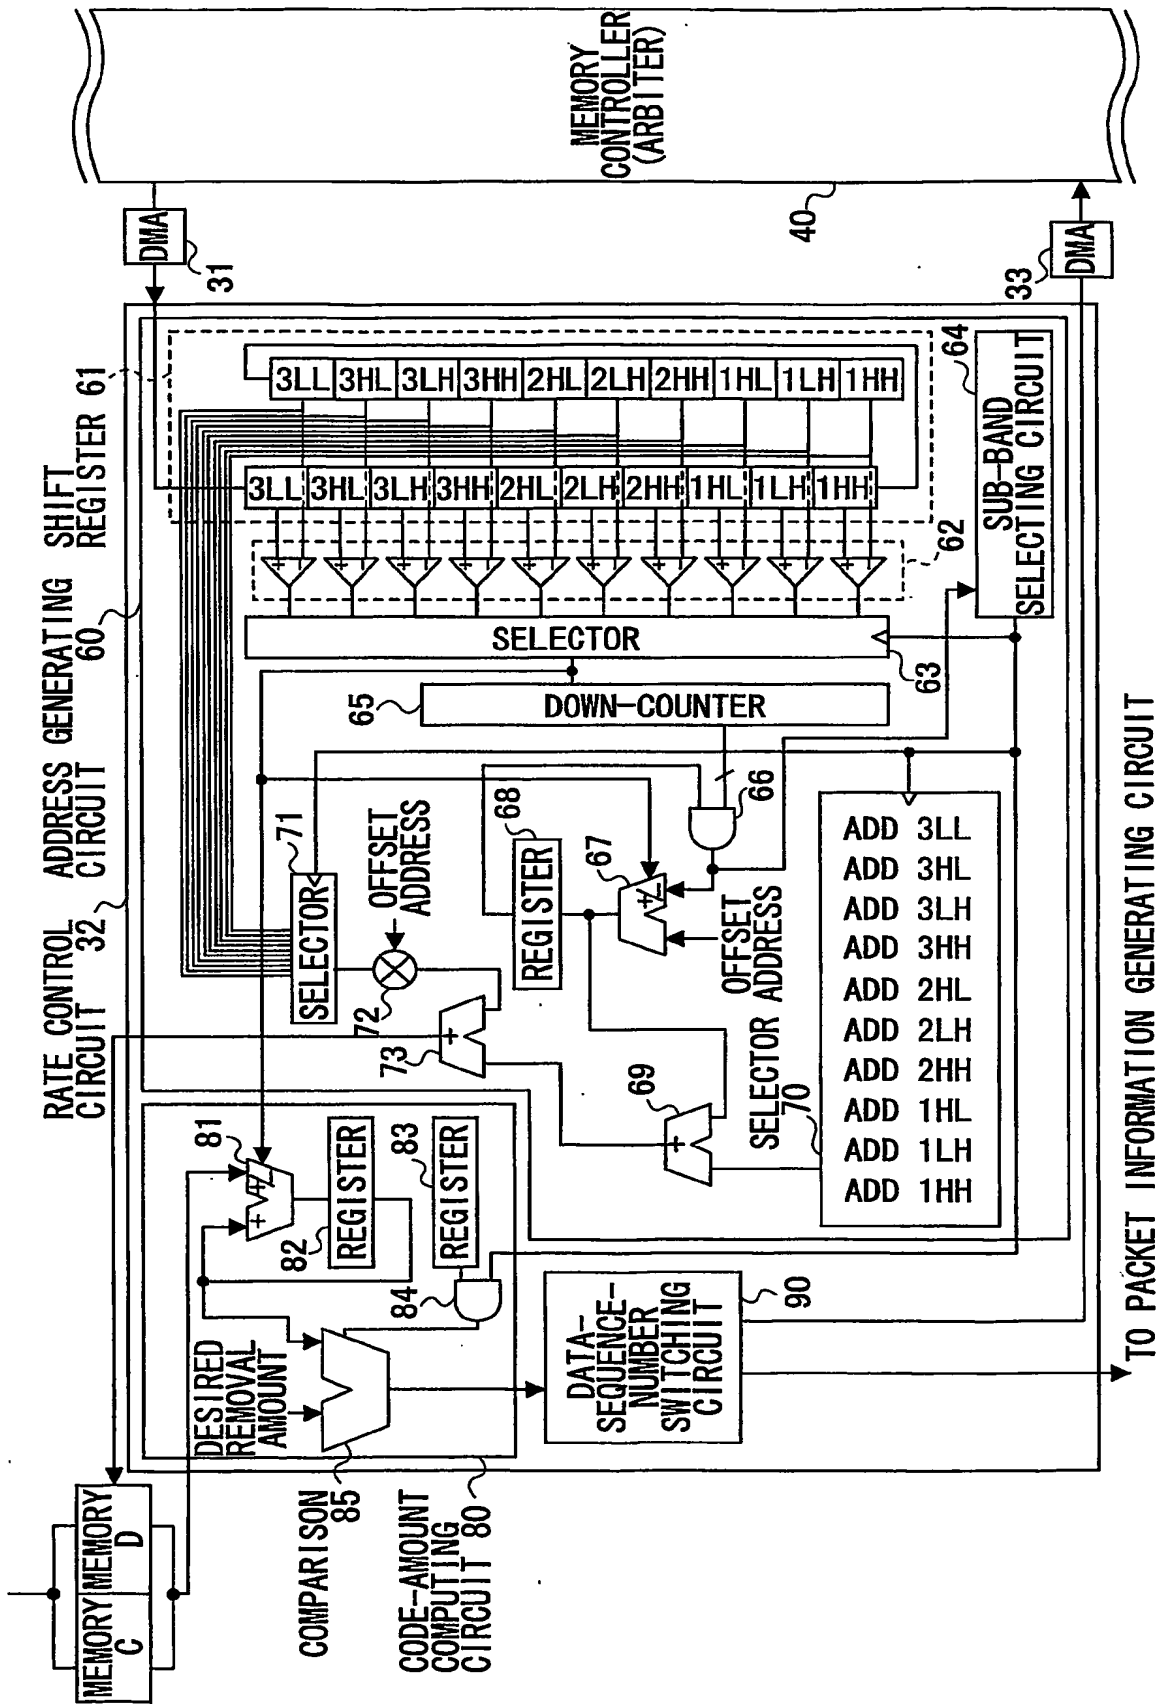 MEMORY C
MEMORY D
RATE CONTROL
CIRCUIT 32
ADDRESS GENERATING
CIRCUIT 60
SHIFT
REGISTER 61
DMA
31
MEMORY
CONTROLLER
(ARBITER)
40
DMA
33
3LL
3HL
3LH
3HH
2HL
2LH
2HH
1HL
1LH
1HH
3LL
3HL
3LH
3HH
2HL
2LH
2HH
1HL
1LH
1HH
+ −
+ −
+ −
+ −
+ −
+ −
+ −
+ −
+ −
+ −
62
SELECTOR
63
SUB-BAND
SELECTING CIRCUIT
64
65
DOWN-COUNTER
66
SELECTOR
71
OFFSET
ADDRESS
72
+
73
REGISTER
68
67
+/−
OFFSET
ADDRESS
69
+
SELECTOR
70
ADD 3LL
ADD 3HL
ADD 3LH
ADD 3HH
ADD 2HL
ADD 2LH
ADD 2HH
ADD 1HL
ADD 1LH
ADD 1HH
81
+
+/−
82
REGISTER
83
REGISTER
84
DESIRED
REMOVAL
AMOUNT
COMPARISON
85
CODE-AMOUNT
COMPUTING
CIRCUIT 80
DATA-
SEQUENCE-
NUMBER
SWITCHING
CIRCUIT
90
TO PACKET INFORMATION GENERATING CIRCUIT